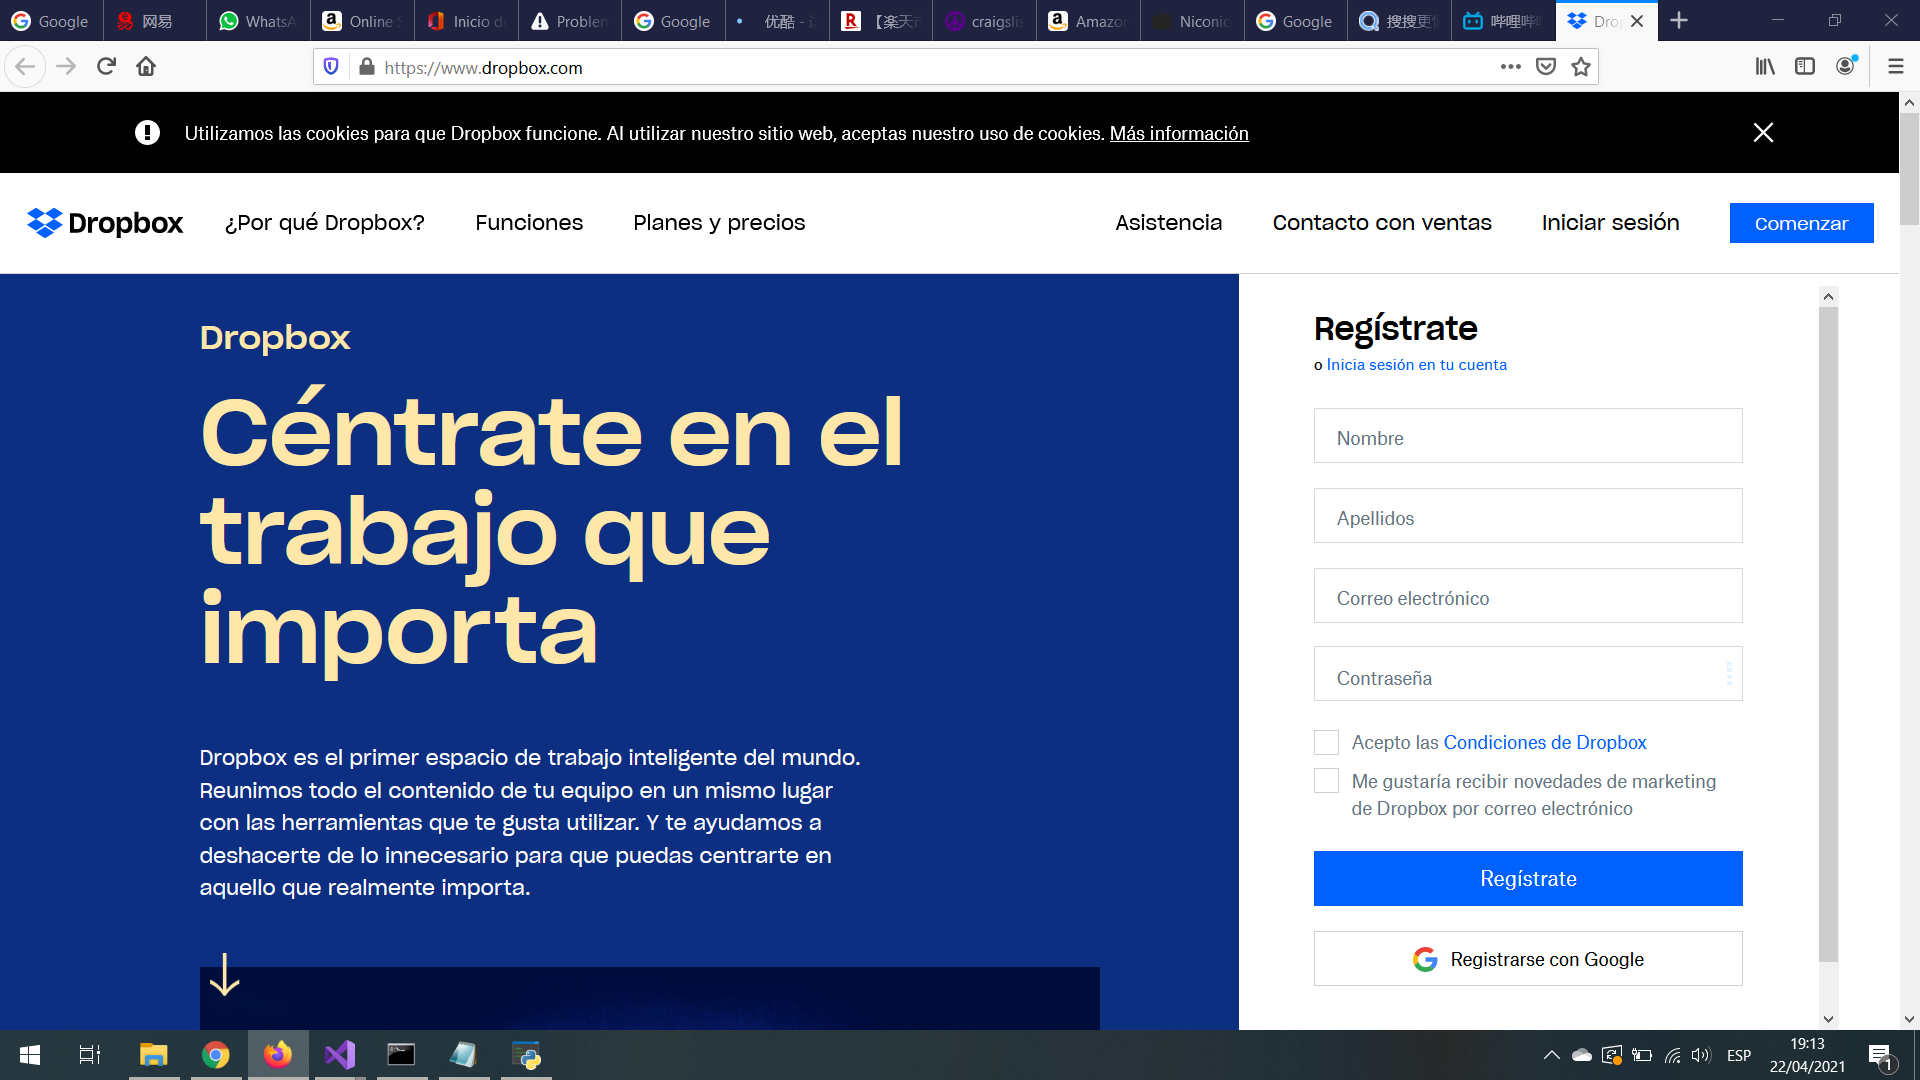 Google
网易
WhatsA
Online S
Inicio de
Problem
Google
优酷 -
【楽天市
craigslis
Amazon
Niconic
Google
搜搜更
哔哩哔
Drop
https://www.dropbox.com
Utilizamos las cookies para que Dropbox funcione. Al utilizar nuestro sitio web, aceptas nuestro uso de cookies. Más información
Dropbox
¿Por qué Dropbox?
Funciones
Planes y precios
Asistencia
Contacto con ventas
Iniciar sesión
Comenzar
Dropbox
Céntrate en el
trabajo que
importa
Dropbox es el primer espacio de trabajo inteligente del mundo.
Reunimos todo el contenido de tu equipo en un mismo lugar
con las herramientas que te gusta utilizar. Y te ayudamos a
deshacerte de lo innecesario para que puedas centrarte en
aquello que realmente importa.
Regístrate
o Inicia sesión en tu cuenta
Nombre
Apellidos
Correo electrónico
Contraseña
Acepto las Condiciones de Dropbox
Me gustaría recibir novedades de marketing
de Dropbox por correo electrónico
Regístrate
Registrarse con Google
ESP
19:13
22/04/2021
1